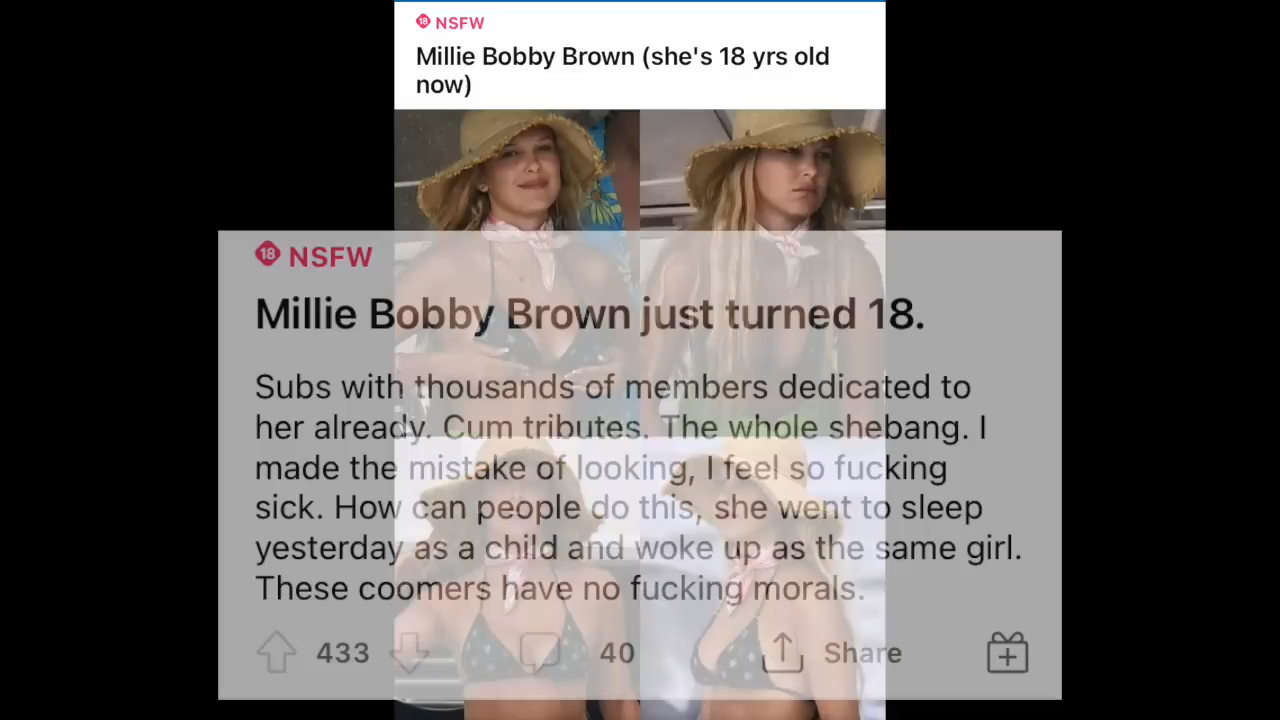 18 NSFW
Millie Bobby Brown (she's 18 yrs old
now)
18 NSFW
Millie Bobby Brown just turned 18.
Subs with thousands of members dedicated to
her already. Cum tributes. The whole shebang. I
made the mistake of looking, I feel so fucking
sick. How can people do this, she went to sleep
yesterday as a child and woke up as the same girl.
These coomers have no fucking morals.
433 40 Share